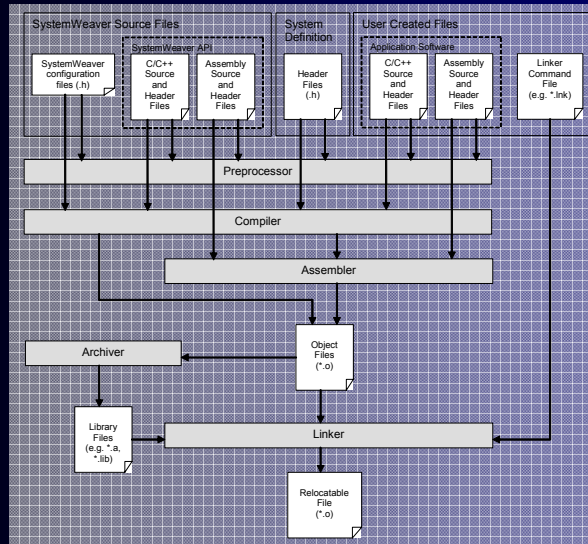 SystemWeaver Source Files
System
Definition
User Created Files
SystemWeaver API
Application Software
SystemWeaver
configuration
files (.h)
C/C++
Source
and
Header
Files
Assembly
Source
and
Header
Files
Header
Files
(.h)
C/C++
Source
and
Header
Files
Assembly
Source
and
Header
Files
Linker
Command
File
(e.g. *.lnk)
Preprocessor
Compiler
Assembler
Object
Files
(*.o)
Archiver
Library
Files
(e.g. *.a,
*.lib)
Linker
Relocatable
File
(*.o)